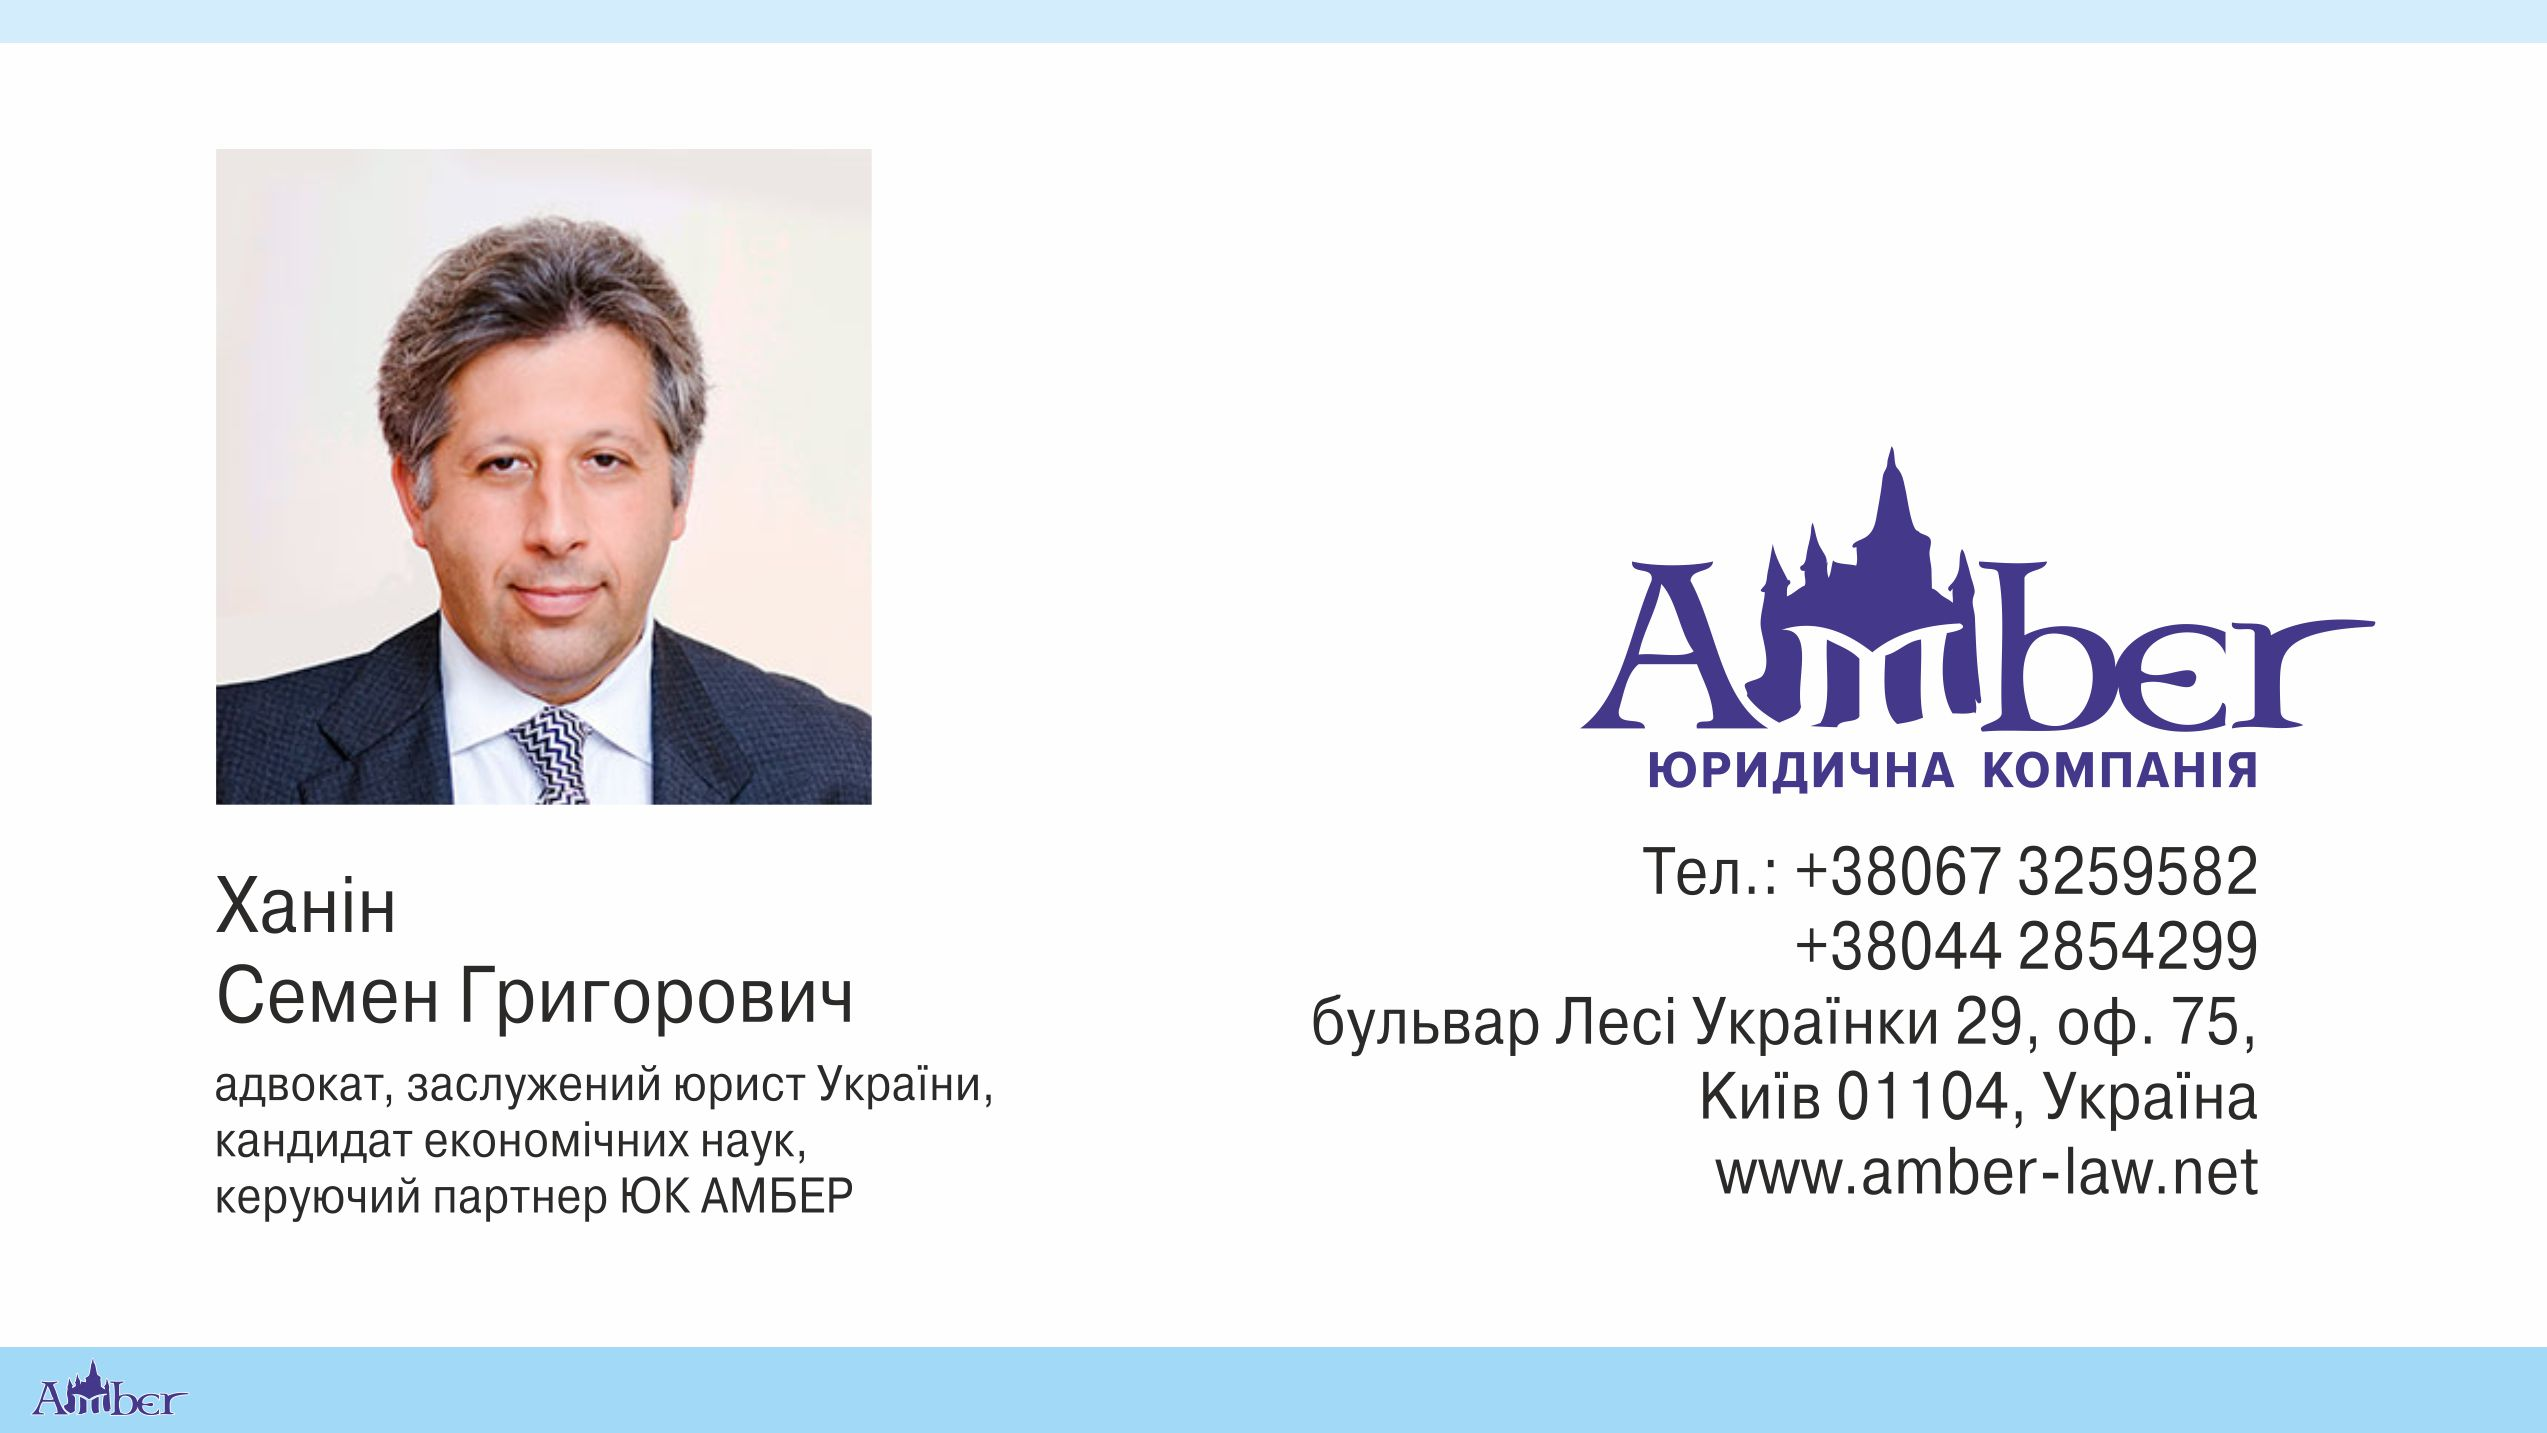 Ханін
Семен Григорович
адвокат, заслужений юрист України,
кандидат економічних наук,
керуючий партнер ЮК АМБЕР
Amber
ЮРИДИЧНА КОМПАНІЯ
Тел.: +38067 3259582
+38044 2854299
бульвар Лесі Українки 29, оф. 75,
Київ 01104, Україна
www.amber-law.net
Amber